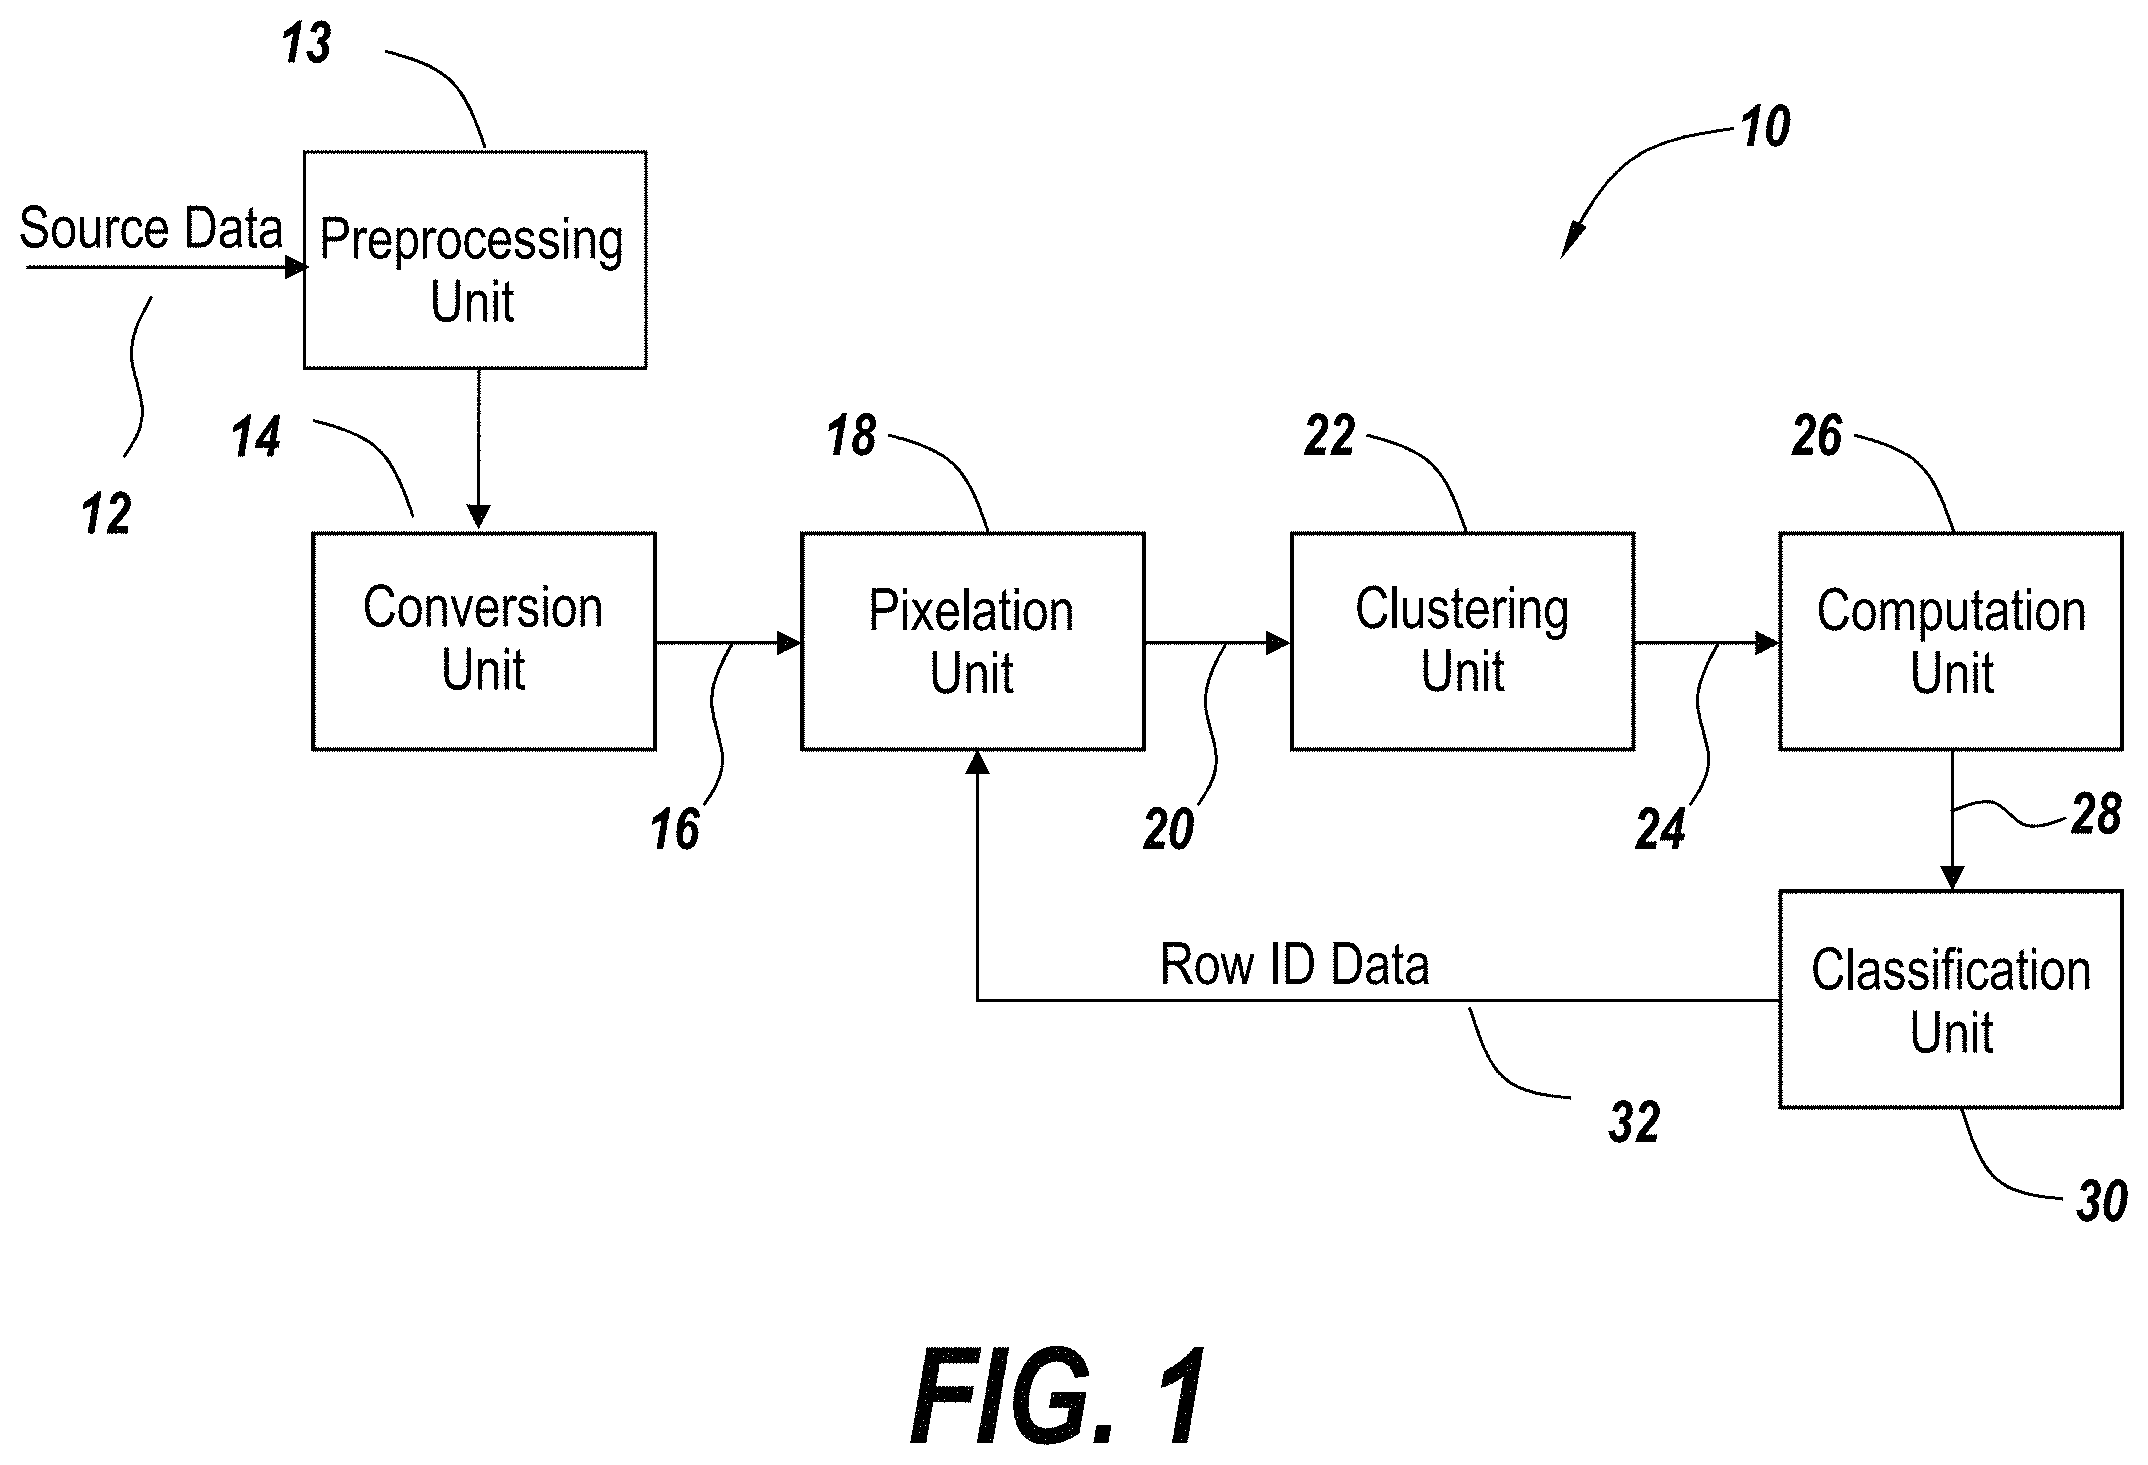 13
10
Source Data
Preprocessing
Unit
12
14
18
22
26
Conversion
Unit
Pixelation
Unit
Clustering
Unit
Computation
Unit
16
20
24
28
Row ID Data
Classification
Unit
32
30
FIG. 1